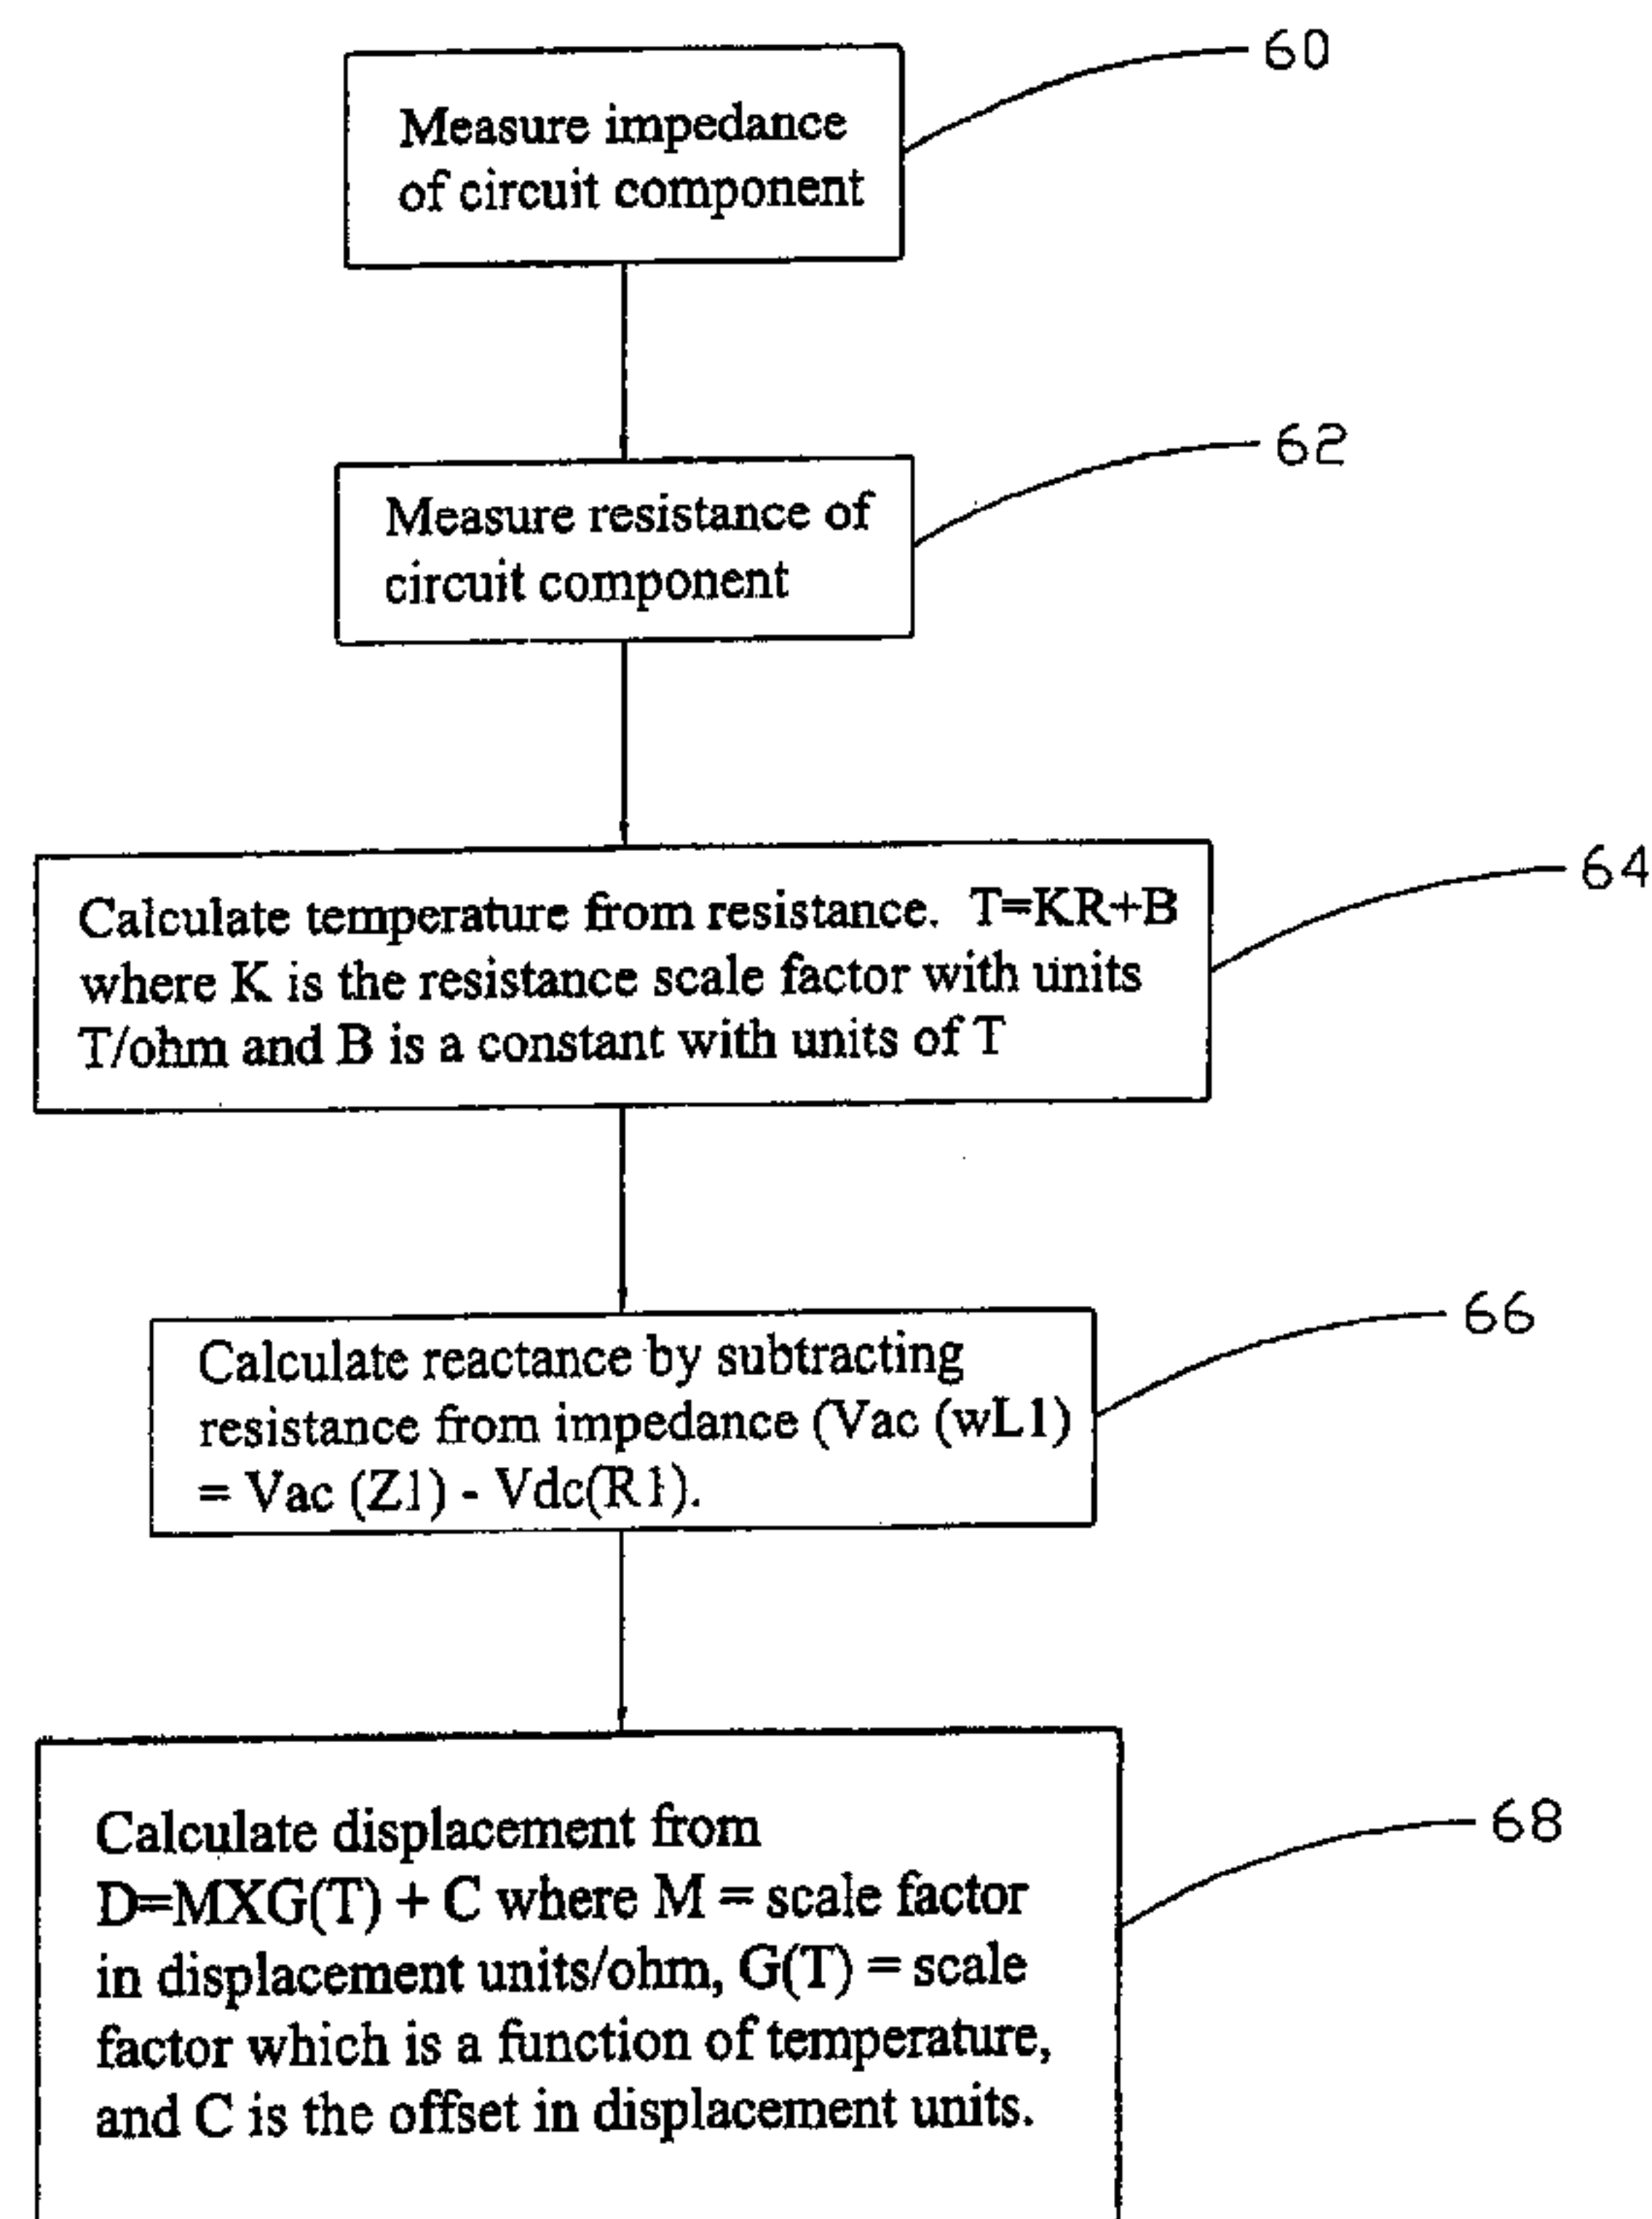 60
Measure impedance
of circuit component
62
Measure resistance of
circuit component
64
Calculate temperature from resistance.  T=KR+B
where K is the resistance scale factor with units
T/ohm and B is a constant with units of T
66
Calculate reactance by subtracting
resistance from impedance (Vac (wL1)
= Vac (Z1) - Vdc(R1).
68
Calculate displacement from
D=MXG(T) + C where M = scale factor
in displacement units/ohm, G(T) = scale
factor which is a function of temperature,
and C is the offset in displacement units.